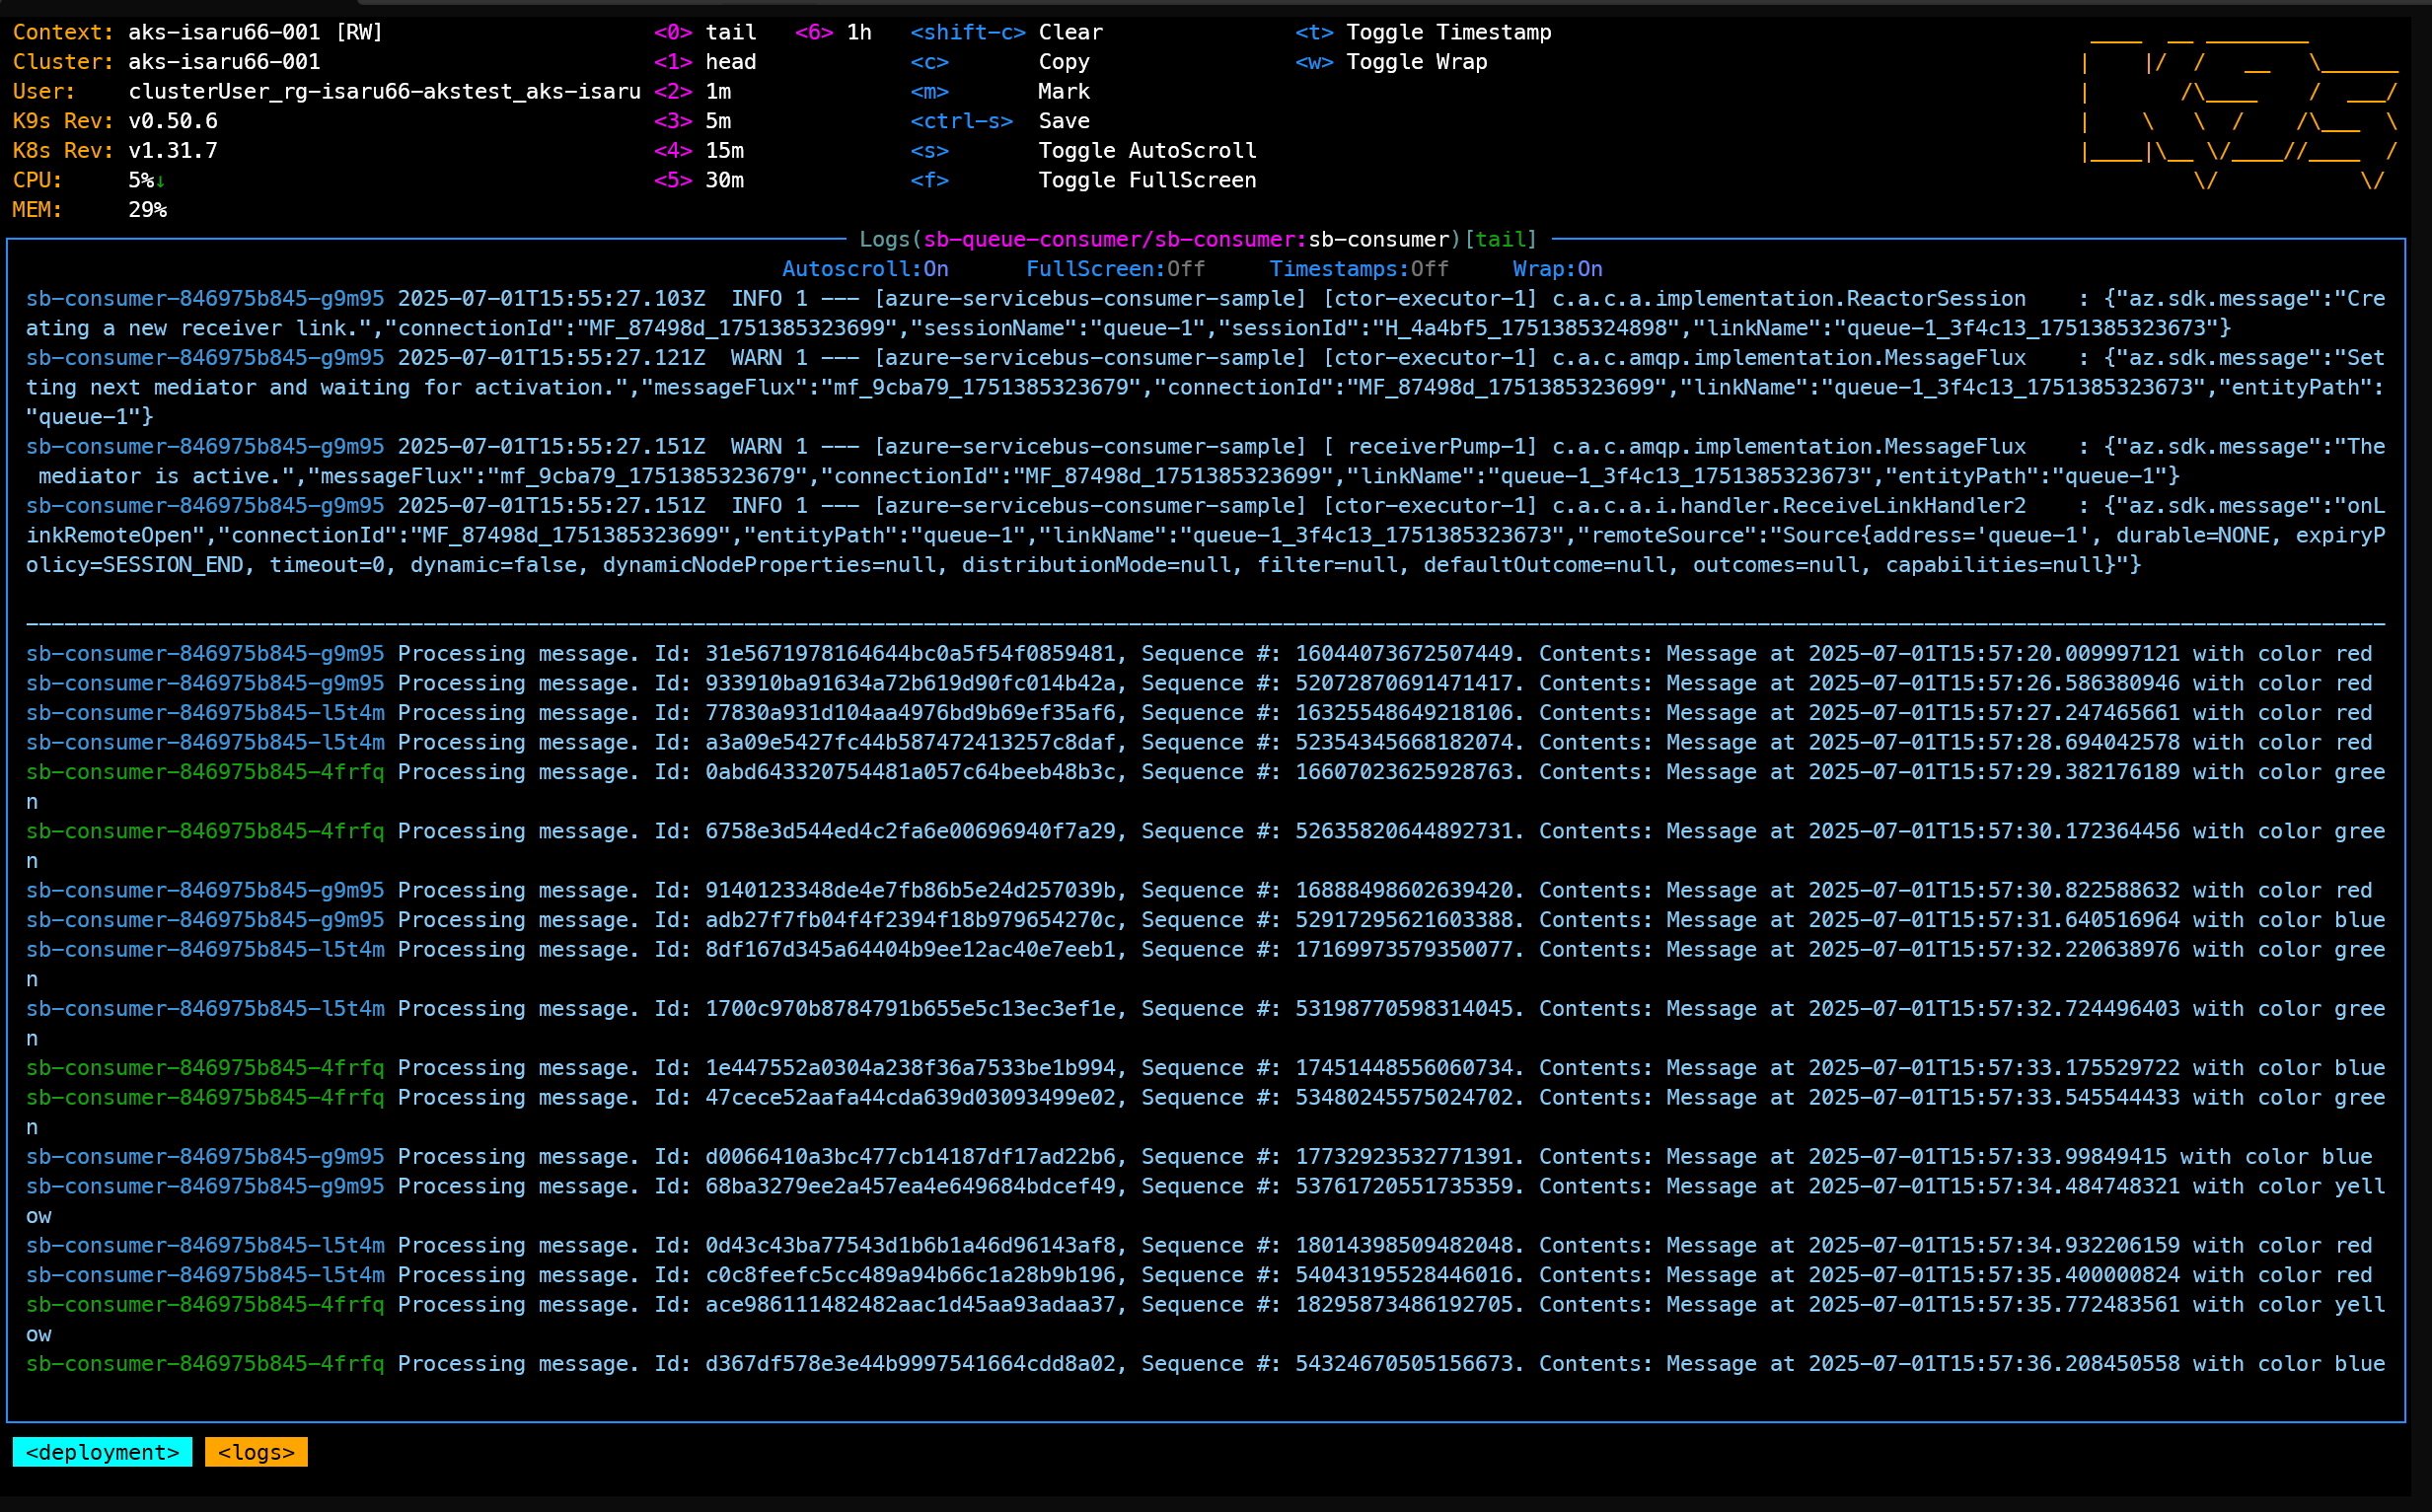 Context: aks-isaru66-001 [RW] <0> tail <6> 1h <shift-c> Clear <t> Toggle Timestamp
Cluster: aks-isaru66-001 <1> head <c> Copy <w> Toggle Wrap
User: clusterUser_rg-isaru66-akstest_aks-isaru <2> 1m <m> Mark
K9s Rev: v0.50.6 <3> 5m <ctrl-s> Save
K8s Rev: v1.31.7 <4> 15m <s> Toggle AutoScroll
CPU: 5%↓ <5> 30m <f> Toggle FullScreen
MEM: 29%
Logs(sb-queue-consumer/sb-consumer:sb-consumer)[tail]
Autoscroll:On FullScreen:Off Timestamps:Off Wrap:On
sb-consumer-846975b845-g9m95 2025-07-01T15:55:27.103Z  INFO 1 --- [azure-servicebus-consumer-sample] [ctor-executor-1] c.a.c.a.implementation.ReactorSession    : {"az.sdk.message":"Cre
ating a new receiver link.","connectionId":"MF_87498d_1751385323699","sessionName":"queue-1","sessionId":"H_4a4bf5_1751385324898","linkName":"queue-1_3f4c13_1751385323673"}
sb-consumer-846975b845-g9m95 2025-07-01T15:55:27.121Z  WARN 1 --- [azure-servicebus-consumer-sample] [ctor-executor-1] c.a.c.amqp.implementation.MessageFlux    : {"az.sdk.message":"Set
ting next mediator and waiting for activation.","messageFlux":"mf_9cba79_1751385323679","connectionId":"MF_87498d_1751385323699","linkName":"queue-1_3f4c13_1751385323673","entityPath":
"queue-1"}
sb-consumer-846975b845-g9m95 2025-07-01T15:55:27.151Z  WARN 1 --- [azure-servicebus-consumer-sample] [ receiverPump-1] c.a.c.amqp.implementation.MessageFlux    : {"az.sdk.message":"The
 mediator is active.","messageFlux":"mf_9cba79_1751385323679","connectionId":"MF_87498d_1751385323699","linkName":"queue-1_3f4c13_1751385323673","entityPath":"queue-1"}
sb-consumer-846975b845-g9m95 2025-07-01T15:55:27.151Z  INFO 1 --- [azure-servicebus-consumer-sample] [ctor-executor-1] c.a.c.a.i.handler.ReceiveLinkHandler2    : {"az.sdk.message":"onL
inkRemoteOpen","connectionId":"MF_87498d_1751385323699","entityPath":"queue-1","linkName":"queue-1_3f4c13_1751385323673","remoteSource":"Source{address='queue-1', durable=NONE, expiryP
olicy=SESSION_END, timeout=0, dynamic=false, dynamicNodeProperties=null, distributionMode=null, filter=null, defaultOutcome=null, outcomes=null, capabilities=null}"}
sb-consumer-846975b845-g9m95 Processing message. Id: 31e5671978164644bc0a5f54f0859481, Sequence #: 16044073672507449. Contents: Message at 2025-07-01T15:57:20.009997121 with color red
sb-consumer-846975b845-g9m95 Processing message. Id: 933910ba91634a72b619d90fc014b42a, Sequence #: 52072870691471417. Contents: Message at 2025-07-01T15:57:26.586380946 with color red
sb-consumer-846975b845-l5t4m Processing message. Id: 77830a931d104aa4976bd9b69ef35af6, Sequence #: 16325548649218106. Contents: Message at 2025-07-01T15:57:27.247465661 with color red
sb-consumer-846975b845-l5t4m Processing message. Id: a3a09e5427fc44b587472413257c8daf, Sequence #: 52354345668182074. Contents: Message at 2025-07-01T15:57:28.694042578 with color red
sb-consumer-846975b845-4frfq Processing message. Id: 0abd643320754481a057c64beeb48b3c, Sequence #: 16607023625928763. Contents: Message at 2025-07-01T15:57:29.382176189 with color gree
n
sb-consumer-846975b845-4frfq Processing message. Id: 6758e3d544ed4c2fa6e00696940f7a29, Sequence #: 52635820644892731. Contents: Message at 2025-07-01T15:57:30.172364456 with color gree
n
sb-consumer-846975b845-g9m95 Processing message. Id: 9140123348de4e7fb86b5e24d257039b, Sequence #: 16888498602639420. Contents: Message at 2025-07-01T15:57:30.822588632 with color red
sb-consumer-846975b845-g9m95 Processing message. Id: adb27f7fb04f4f2394f18b979654270c, Sequence #: 52917295621603388. Contents: Message at 2025-07-01T15:57:31.640516964 with color blue
sb-consumer-846975b845-l5t4m Processing message. Id: 8df167d345a64404b9ee12ac40e7eeb1, Sequence #: 17169973579350077. Contents: Message at 2025-07-01T15:57:32.220638976 with color gree
n
sb-consumer-846975b845-l5t4m Processing message. Id: 1700c970b8784791b655e5c13ec3ef1e, Sequence #: 53198770598314045. Contents: Message at 2025-07-01T15:57:32.724496403 with color gree
n
sb-consumer-846975b845-4frfq Processing message. Id: 1e447552a0304a238f36a7533be1b994, Sequence #: 17451448556060734. Contents: Message at 2025-07-01T15:57:33.175529722 with color blue
sb-consumer-846975b845-4frfq Processing message. Id: 47cece52aafa44cda639d03093499e02, Sequence #: 53480245575024702. Contents: Message at 2025-07-01T15:57:33.545544433 with color gree
n
sb-consumer-846975b845-g9m95 Processing message. Id: d0066410a3bc477cb14187df17ad22b6, Sequence #: 17732923532771391. Contents: Message at 2025-07-01T15:57:33.99849415 with color blue
sb-consumer-846975b845-g9m95 Processing message. Id: 68ba3279ee2a457ea4e649684bdcef49, Sequence #: 53761720551735359. Contents: Message at 2025-07-01T15:57:34.484748321 with color yell
ow
sb-consumer-846975b845-l5t4m Processing message. Id: 0d43c43ba77543d1b6b1a46d96143af8, Sequence #: 18014398509482048. Contents: Message at 2025-07-01T15:57:34.932206159 with color red
sb-consumer-846975b845-l5t4m Processing message. Id: c0c8feefc5cc489a94b66c1a28b9b196, Sequence #: 54043195528446016. Contents: Message at 2025-07-01T15:57:35.400000824 with color red
sb-consumer-846975b845-4frfq Processing message. Id: ace986111482482aac1d45aa93adaa37, Sequence #: 18295873486192705. Contents: Message at 2025-07-01T15:57:35.772483561 with color yell
ow
sb-consumer-846975b845-4frfq Processing message. Id: d367df578e3e44b9997541664cdd8a02, Sequence #: 54324670505156673. Contents: Message at 2025-07-01T15:57:36.208450558 with color blue
<deployment> <logs>